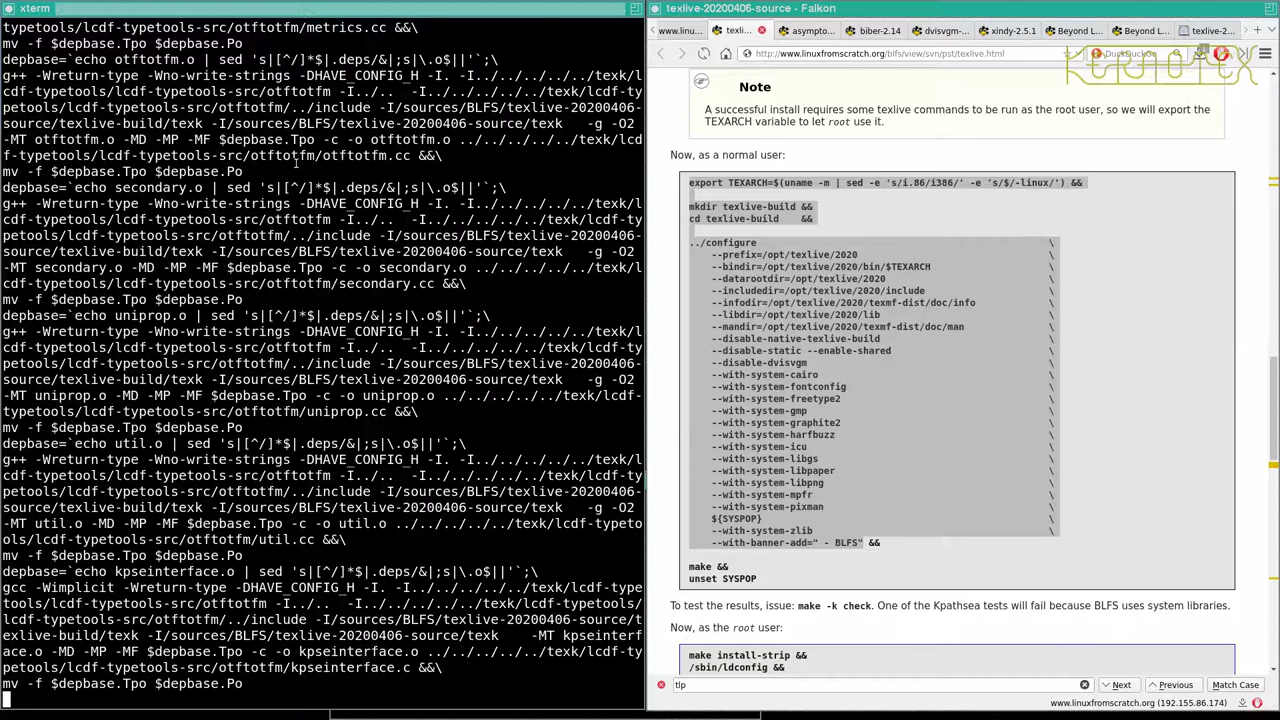 xterm
typetools/lcdf-typetools-src/otftotfm/metrics.cc &&\
mv -f $depbase.Tpo $depbase.Po
depbase=`echo otftotfm.o | sed 's|[^/]*$|.deps/&|;s|\.o$||'`;\
g++ -Wreturn-type -Wno-write-strings -DHAVE_CONFIG_H -I. -I../../../../../texk/l
cdf-typetools/lcdf-typetools-src/otftotfm -I../..  -I../../../../../texk/lcdf-ty
petools/lcdf-typetools-src/otftotfm/../include -I/sources/BLFS/texlive-20200406-
source/texlive-build/texk -I/sources/BLFS/texlive-20200406-source/texk   -g -O2
-MT otftotfm.o -MD -MP -MF $depbase.Tpo -c -o otftotfm.o ../../../../../texk/lcd
f-typetools/lcdf-typetools-src/otftotfm/otftotfm.cc &&\
mv -f $depbase.Tpo $depbase.Po
depbase=`echo secondary.o | sed 's|[^/]*$|.deps/&|;s|\.o$||'`;\
g++ -Wreturn-type -Wno-write-strings -DHAVE_CONFIG_H -I. -I../../../../../texk/l
cdf-typetools/lcdf-typetools-src/otftotfm -I../..  -I../../../../../texk/lcdf-ty
petools/lcdf-typetools-src/otftotfm/../include -I/sources/BLFS/texlive-20200406-
source/texlive-build/texk -I/sources/BLFS/texlive-20200406-source/texk   -g -O2
-MT secondary.o -MD -MP -MF $depbase.Tpo -c -o secondary.o ../../../../../texk/l
cdf-typetools/lcdf-typetools-src/otftotfm/secondary.cc &&\
mv -f $depbase.Tpo $depbase.Po
depbase=`echo uniprop.o | sed 's|[^/]*$|.deps/&|;s|\.o$||'`;\
g++ -Wreturn-type -Wno-write-strings -DHAVE_CONFIG_H -I. -I../../../../../texk/l
cdf-typetools/lcdf-typetools-src/otftotfm -I../..  -I../../../../../texk/lcdf-ty
petools/lcdf-typetools-src/otftotfm/../include -I/sources/BLFS/texlive-20200406-
source/texlive-build/texk -I/sources/BLFS/texlive-20200406-source/texk   -g -O2
-MT uniprop.o -MD -MP -MF $depbase.Tpo -c -o uniprop.o ../../../../../texk/lcdf-
typetools/lcdf-typetools-src/otftotfm/uniprop.cc &&\
mv -f $depbase.Tpo $depbase.Po
depbase=`echo util.o | sed 's|[^/]*$|.deps/&|;s|\.o$||'`;\
g++ -Wreturn-type -Wno-write-strings -DHAVE_CONFIG_H -I. -I../../../../../texk/l
cdf-typetools/lcdf-typetools-src/otftotfm -I../..  -I../../../../../texk/lcdf-ty
petools/lcdf-typetools-src/otftotfm/../include -I/sources/BLFS/texlive-20200406-
source/texlive-build/texk -I/sources/BLFS/texlive-20200406-source/texk   -g -O2
-MT util.o -MD -MP -MF $depbase.Tpo -c -o util.o ../../../../../texk/lcdf-typeto
ols/lcdf-typetools-src/otftotfm/util.cc &&\
mv -f $depbase.Tpo $depbase.Po
depbase=`echo kpseinterface.o | sed 's|[^/]*$|.deps/&|;s|\.o$||'`;\
gcc -Wimplicit -Wreturn-type -DHAVE_CONFIG_H -I. -I../../../../../texk/lcdf-type
tools/lcdf-typetools-src/otftotfm -I../..  -I../../../../../texk/lcdf-typetools/
lcdf-typetools-src/otftotfm/../include -I/sources/BLFS/texlive-20200406-source/t
exlive-build/texk -I/sources/BLFS/texlive-20200406-source/texk    -MT kpseinterf
ace.o -MD -MP -MF $depbase.Tpo -c -o kpseinterface.o ../../../../../texk/lcdf-ty
petools/lcdf-typetools-src/otftotfm/kpseinterface.c &&\
mv -f $depbase.Tpo $depbase.Po
texlive-20200406-source - Falkon
www.linu: texli asympto dvisvgm- xindy-2.5.1 Beyond L Beyond L texlive-2
biber-2.14
http://www.linuxfromscratch.org/blfs/view/svn/pst/texlive.html
DuckDuckGo
KERNOTEX
Note
A successful install requires some texlive commands to be run as the root user, so we will export the
TEXARCH variable to let root use it.
Now, as a normal user:
export TEXARCH=$(uname -m | sed -e 's/i.86/i386/' -e 's/$/-linux/') &&
mkdir texlive-build &&
cd texlive-build    &&
../configure \
--prefix=/opt/texlive/2020 \
--bindir=/opt/texlive/2020/bin/$TEXARCH \
--datarootdir=/opt/texlive/2020 \
--includedir=/opt/texlive/2020/include \
--infodir=/opt/texlive/2020/texmf-dist/doc/info \
--libdir=/opt/texlive/2020/lib \
--mandir=/opt/texlive/2020/texmf-dist/doc/man \
--disable-native-texlive-build \
--disable-static --enable-shared \
--disable-dvisvgm \
--with-system-cairo \
--with-system-fontconfig \
--with-system-freetype2 \
--with-system-gmp \
--with-system-graphite2 \
--with-system-harfbuzz \
--with-system-icu \
--with-system-libgs \
--with-system-libpaper \
--with-system-libpng \
--with-system-mpfr \
--with-system-pixman \
${SYSPOP} \
--with-system-zlib \
--with-banner-add=" - BLFS" &&
make &&
unset SYSPOP
To test the results, issue: make -k check. One of the Kpathsea tests will fail because BLFS uses system libraries.
Now, as the root user:
make install-strip &&
/sbin/ldconfig &&
tlp
Next Previous Match Case
www.linuxfromscratch.org (192.155.86.174)